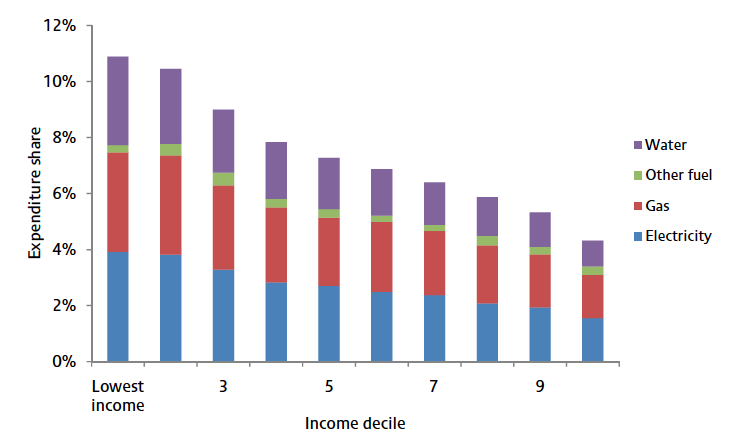 12%
10%
8%
6%
4%
2%
0%
Expenditure share
Lowest
income
3
5
7
9
Income decile
Water
Other fuel
Gas
Electricity